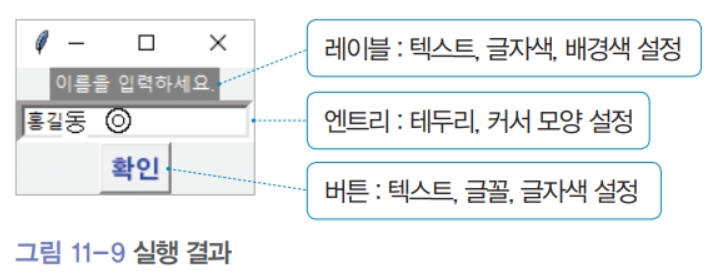 레이블 : 텍스트, 글자색, 배경색 설정
이름을 입력하세요.
홍길동
엔트리 : 테두리, 커서 모양 설정
확인
버튼 : 텍스트, 글꼴, 글자색 설정
그림 11-9 실행 결과